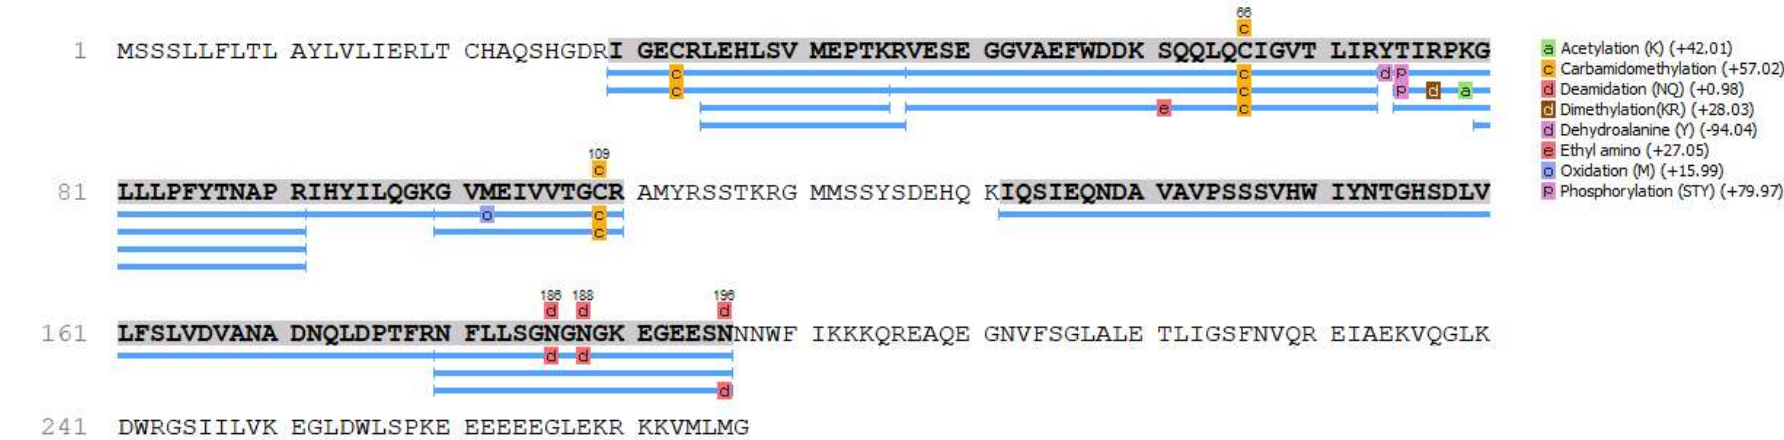 66
c
1 MSSSLLFLTL AYLVLIERLT CHAQSHGDRI GECRLEHLSV MEPTKRVESE GGVAEFWDDK SQQLQCIGVT LIRYTIRPKG
c c d P
c c P d a
e c
109
c
81 LLLPFYTNAP RIHYILQGKG VMEIVVTGCR AMYRSSTKRG MMSSYSDEHQ KIQSIEQNDA VAVPSSSVHW IYNTGHSDLV
o c
c
186 188 196
d d d
161 LFSLVDVANA DNQLDPTFRN FLLSGNGNGK EGEESNNNWF IKKKQREAQE GNVFSGLALE TLIGSFNVQR EIAEKVQGLK
d d
d
241 DWRGSIILVK EGLDWLSPKE EEEEEGLEKR KKVMLMG
a Acetylation (K) (+42.01)
c Carbamidomethylation (+57.02)
d Deamidation (NQ) (+0.98)
d Dimethylation(KR) (+28.03)
d Dehydroalanine (Y) (-94.04)
e Ethyl amino (+27.05)
o Oxidation (M) (+15.99)
P Phosphorylation (STY) (+79.97)